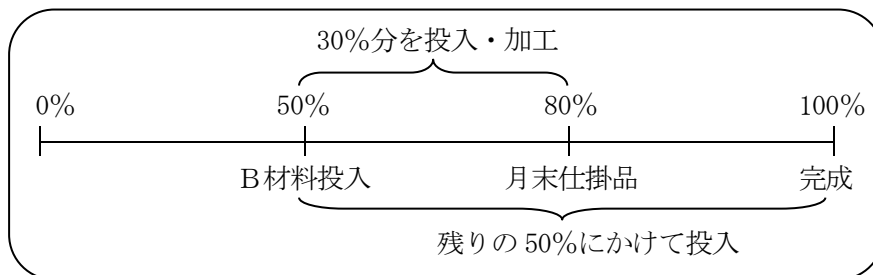 30%分を投入・加工
0% 50% 80% 100%
B材料投入 月末仕掛品 完成
残りの50%にかけて投入